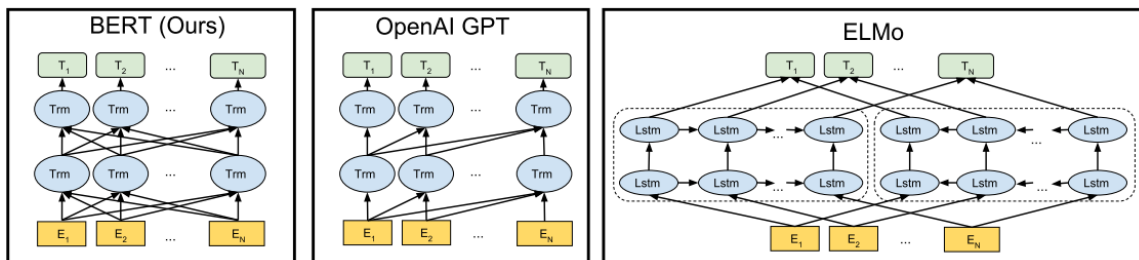 BERT (Ours)
T1 T2 ... TN
Trm Trm ... Trm
Trm Trm ... Trm
E1 E2 ... EN
OpenAI GPT
T1 T2 ... TN
Trm Trm ... Trm
Trm Trm ... Trm
E1 E2 ... EN
ELMo
T1 T2 ... TN
Lstm Lstm ... Lstm Lstm Lstm ... Lstm
Lstm Lstm ... Lstm Lstm Lstm ... Lstm
E1 E2 ... EN